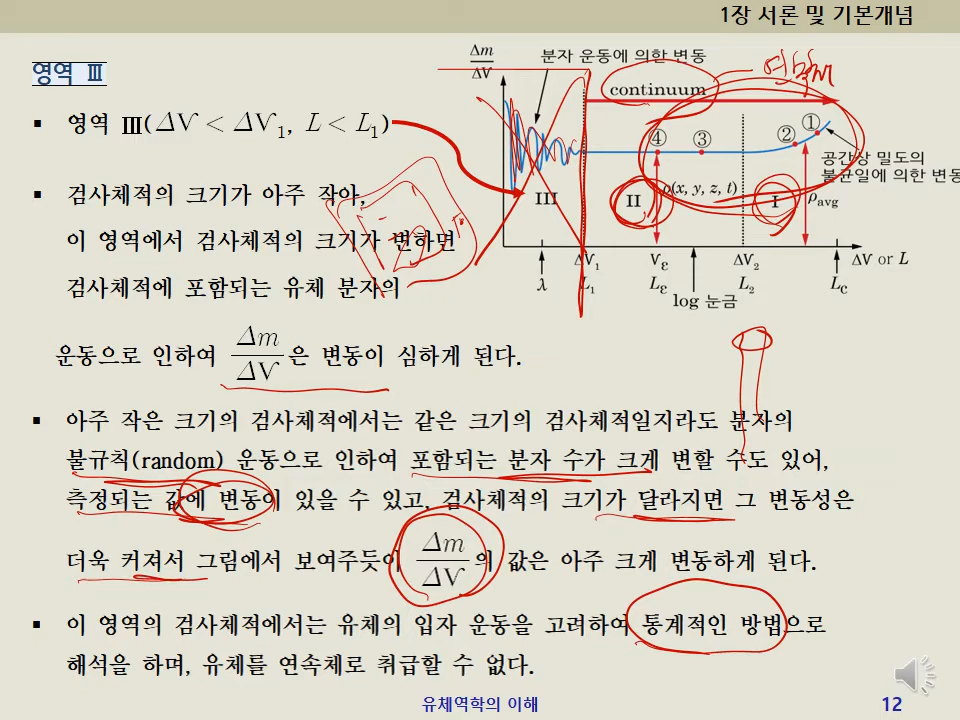 1장 서론 및 기본개념
영역 Ⅲ
▪ 영역 Ⅲ(ΔV < ΔV₁, L < L₁)
▪ 검사체적의 크기가 아주 작아,
이 영역에서 검사체적의 크기가 변하면
검사체적에 포함되는 유체 분자의
운동으로 인하여 Δm/ΔV 은 변동이 심하게 된다.
▪ 아주 작은 크기의 검사체적에서는 같은 크기의 검사체적일지라도 분자의
불규칙(random) 운동으로 인하여 포함되는 분자 수가 크게 변할 수도 있어,
측정되는 값에 변동이 있을 수 있고, 검사체적의 크기가 달라지면 그 변동성은
더욱 커져서 그림에서 보여주듯이 Δm/ΔV 의 값은 아주 크게 변동하게 된다.
▪ 이 영역의 검사체적에서는 유체의 입자 운동을 고려하여 통계적인 방법으로
해석을 하며, 유체를 연속체로 취급할 수 없다.
Δm/ΔV
분자 운동에 의한 변동
continuum
④ ③ ② ①
공간상 밀도의
불균일에 의한 변동
III II ρ(x, y, z, t) I ρavg
ΔV₁ Vε ΔV₂ ΔV or L
λ L₁ Lε L₂ Lc
log 눈금
유체역학의 이해
12